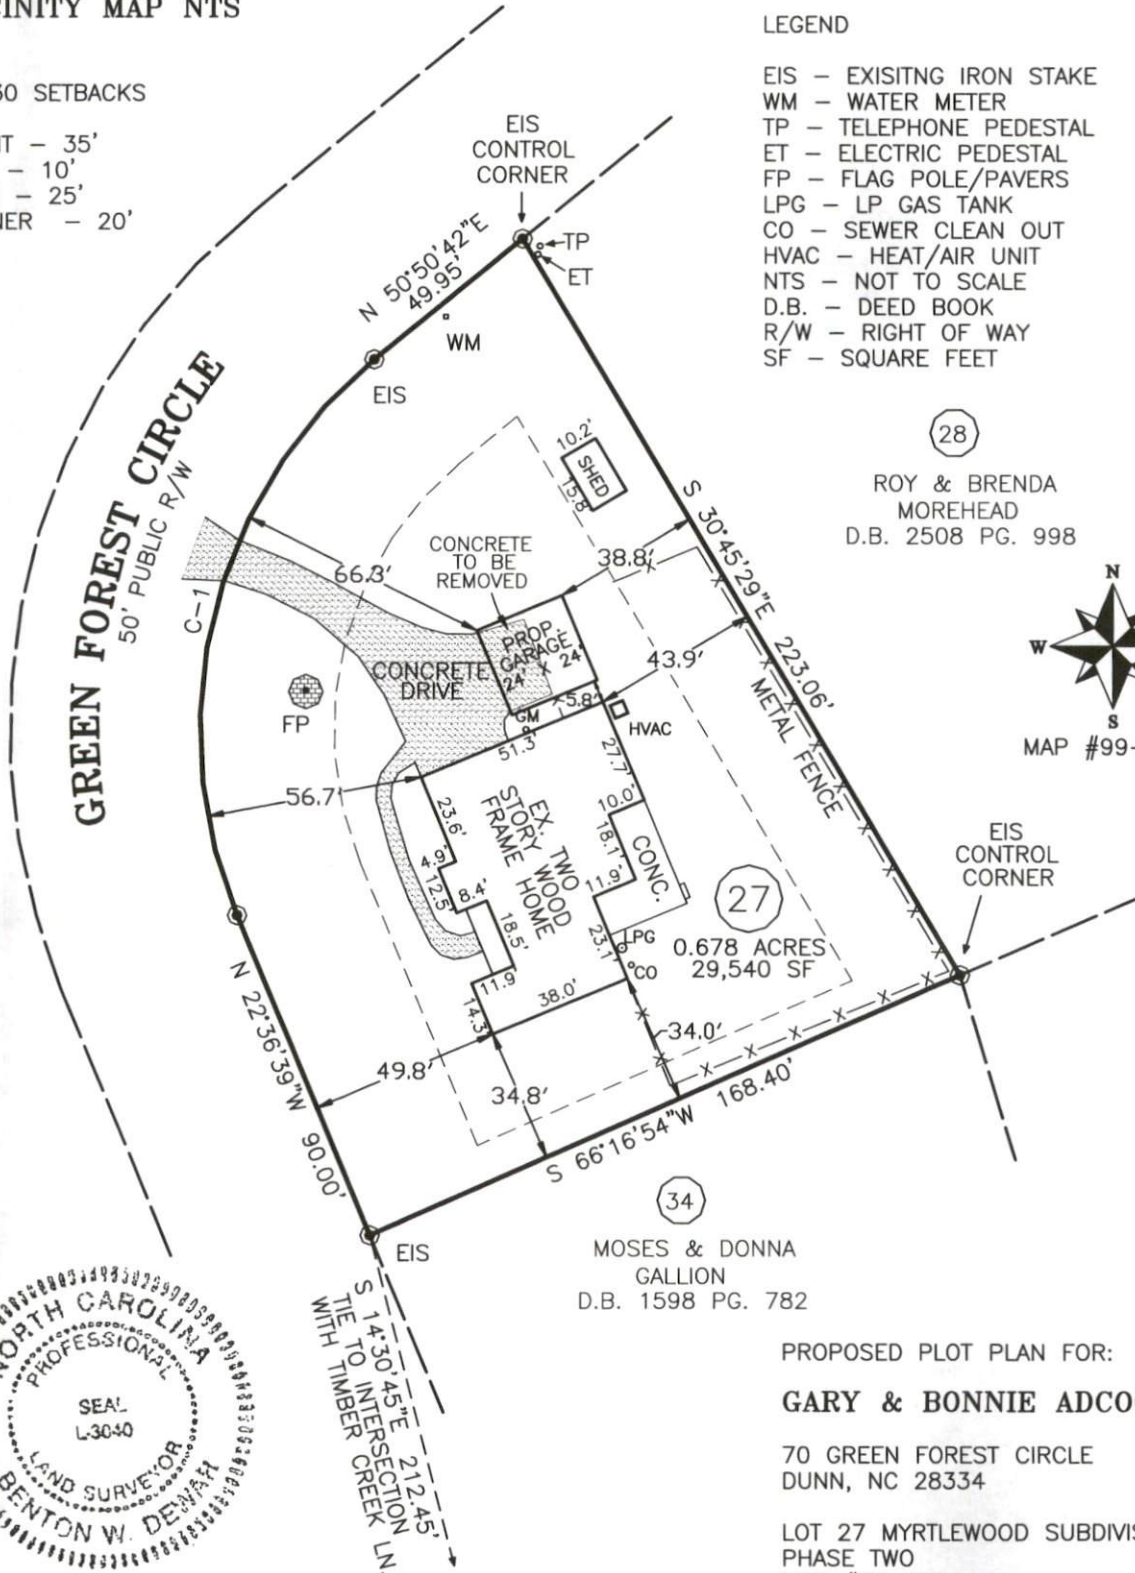 MAP NTS
SETBACKS
– 35'
– 10'
– 25'
– 20'
LEGEND
EIS – EXISITNG IRON STAKE
WM – WATER METER
TP – TELEPHONE PEDESTAL
ET – ELECTRIC PEDESTAL
FP – FLAG POLE/PAVERS
LPG – LP GAS TANK
CO – SEWER CLEAN OUT
HVAC – HEAT/AIR UNIT
NTS – NOT TO SCALE
D.B. – DEED BOOK
R/W – RIGHT OF WAY
SF – SQUARE FEET
EIS
CONTROL
CORNER
TP
ET
N 50°50'42"E
49.95'
WM
EIS
28
ROY & BRENDA
MOREHEAD
D.B. 2508 PG. 998
GREEN FOREST CIRCLE
50' PUBLIC R/W
C–1
10.2'
SHED
15.8'
S 30°45'29"E 223.06'
CONCRETE
TO BE
REMOVED
66.3'
38.8'
PROP.
GARAGE
24' X 24'
43.9'
N
W
S
MAP #99-
CONCRETE
DRIVE
FP
5.8'
GM
HVAC
METAL FENCE
51.3'
27.7'
56.7'
23.6'
EX. TWO
STORY WOOD
FRAME HOME
10.0'
18.1'
CONC.
4.9'
12.5'
8.4'
11.9'
18.5'
23.1'
LPG
CO
27
0.678 ACRES
29,540 SF
EIS
CONTROL
CORNER
11.9'
14.3'
38.0'
N 22°36'39"W 90.00'
49.8'
34.8'
34.0'
S 66°16'54"W 168.40'
EIS
34
MOSES & DONNA
GALLION
D.B. 1598 PG. 782
S 14°30'45"E 212.45'
TIE TO INTERSECTION
WITH TIMBER CREEK LN.
NORTH CAROLINA
PROFESSIONAL
SEAL
L-3040
LAND SURVEYOR
BENTON W. DEWAR
PROPOSED PLOT PLAN FOR:
GARY & BONNIE
70 GREEN FOREST CIRCLE
DUNN, NC 28334
LOT 27 MYRTLEWOOD
PHASE TWO